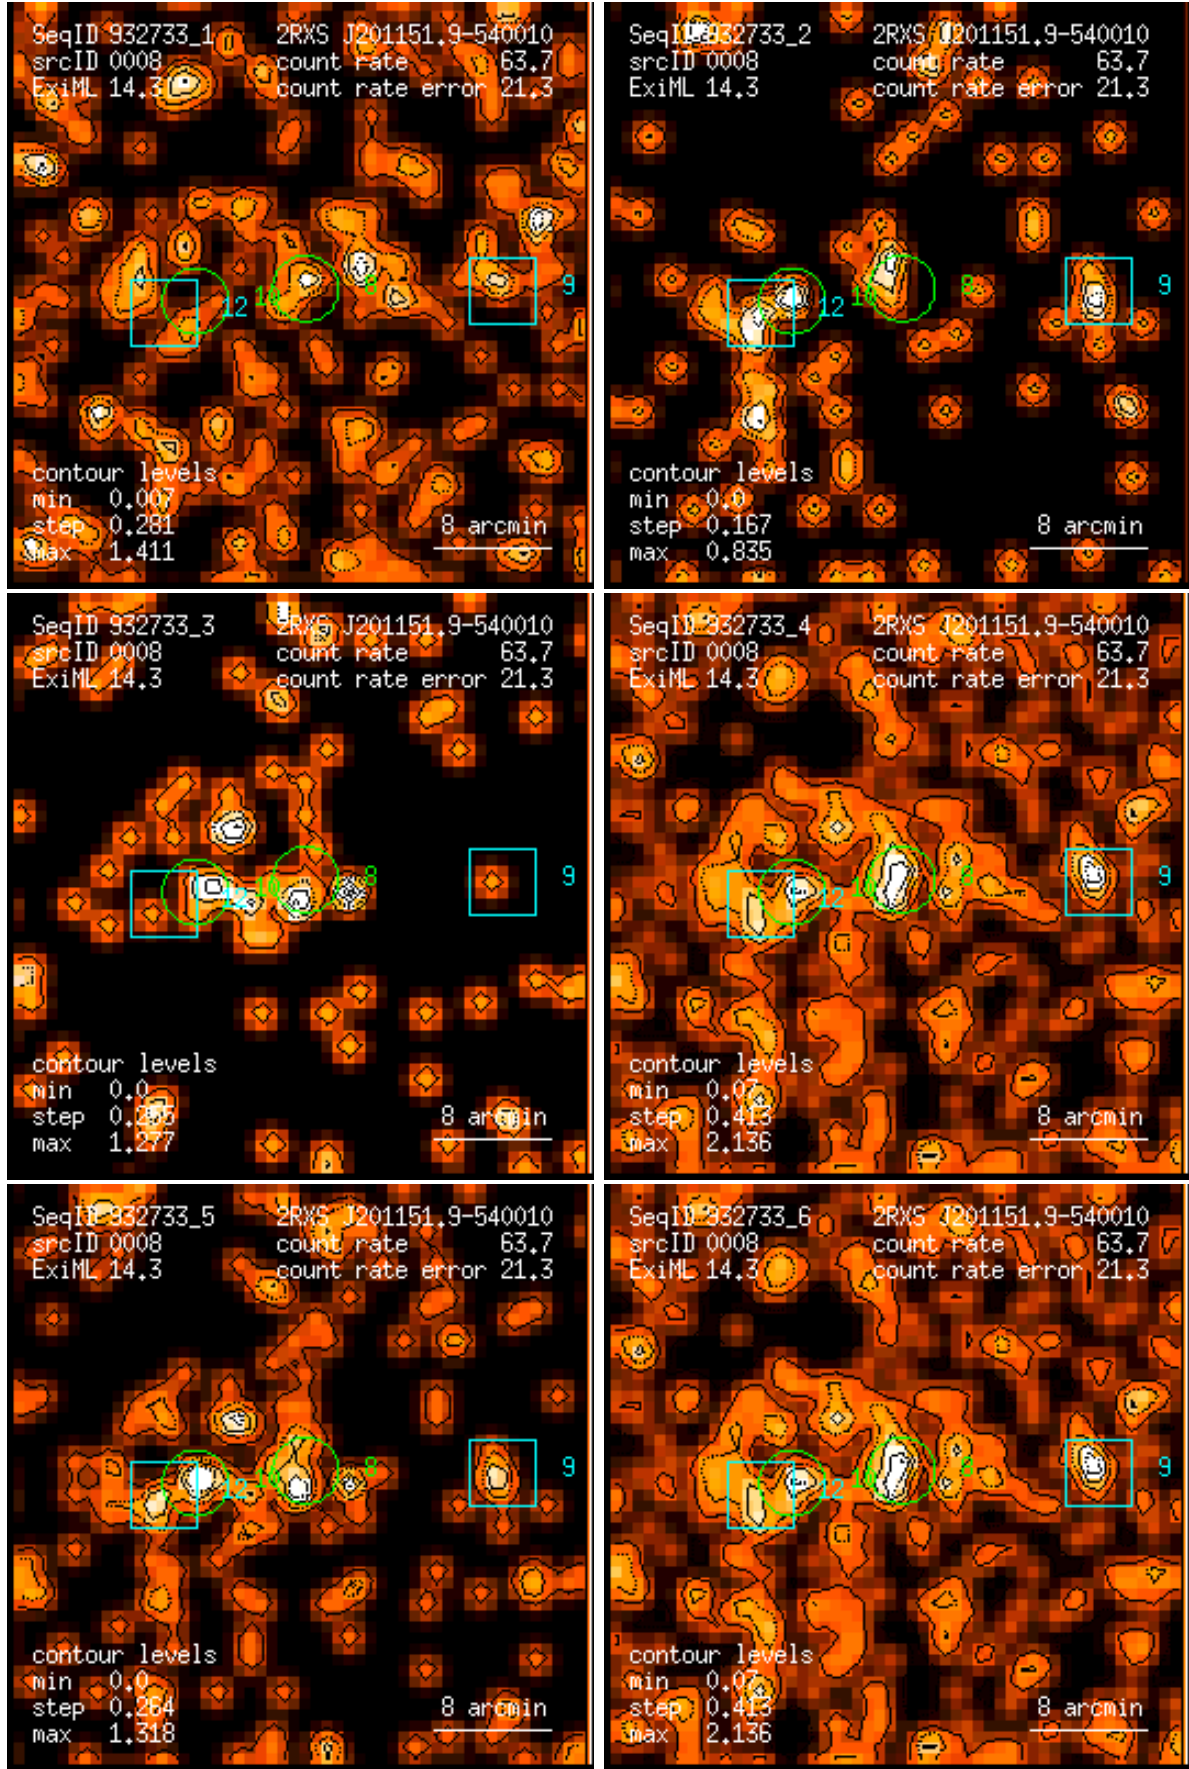 SeqID 932733_1 2RXS J201151.9-540010
srcID 0008 count rate 63.7
ExiML 14.3 count rate error 21.3
8
12
9
contour levels
min 0.007
step 0.281
max 1.411
8 arcmin
SeqID 932733_2 2RXS J201151.9-540010
srcID 0008 count rate 63.7
ExiML 14.3 count rate error 21.3
8
12
9
contour levels
min 0.0
step 0.167
max 0.835
8 arcmin
SeqID 932733_3 2RXS J201151.9-540010
srcID 0008 count rate 63.7
ExiML 14.3 count rate error 21.3
8
12
9
contour levels
min 0.0
step 0.255
max 1.277
8 arcmin
SeqID 932733_4 2RXS J201151.9-540010
srcID 0008 count rate 63.7
ExiML 14.3 count rate error 21.3
8
12
9
contour levels
min 0.07
step 0.413
max 2.136
8 arcmin
SeqID 932733_5 2RXS J201151.9-540010
srcID 0008 count rate 63.7
ExiML 14.3 count rate error 21.3
8
12
9
contour levels
min 0.0
step 0.264
max 1.318
8 arcmin
SeqID 932733_6 2RXS J201151.9-540010
srcID 0008 count rate 63.7
ExiML 14.3 count rate error 21.3
8
12
9
contour levels
min 0.07
step 0.413
max 2.136
8 arcmin